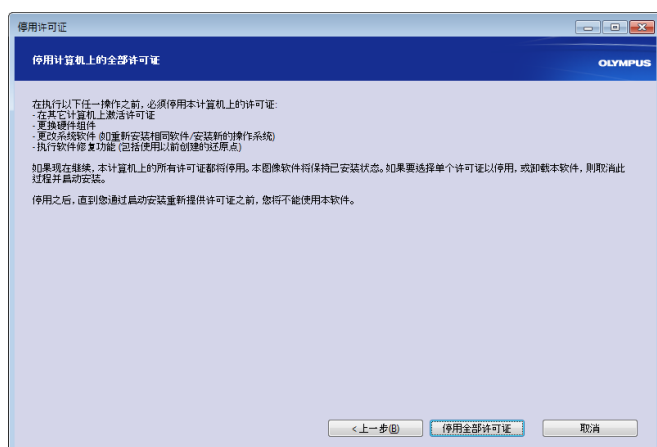 停用许可证
停用计算机上的全部许可证
OLYMPUS
在执行以下任一操作之前，必须停用本计算机上的许可证:
- 在其它计算机上激活许可证
- 更换硬件组件
- 更改系统软件 (如重新安装相同软件/安装新的操作系统)
- 执行软件修复功能 (包括使用以前创建的还原点)
如果现在继续，本计算机上的所有许可证都将停用。本图像软件将保持已安装状态。如果要选择单个许可证以停用，或卸载本软件，则取消此
过程并启动安装。
停用之后，直到您通过启动安装重新提供许可证之前，您将不能使用本软件。
<上一步(B)
停用全部许可证
取消